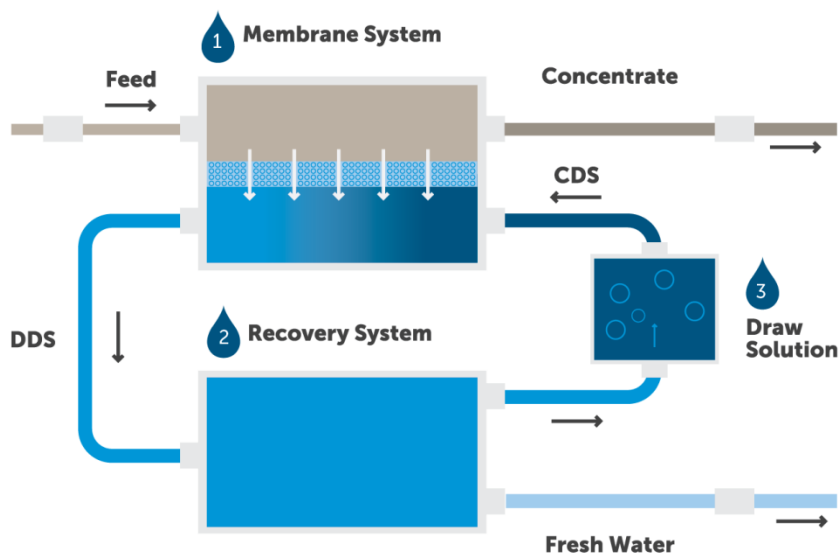 1 Membrane System
Feed
Concentrate
CDS
DDS
2 Recovery System
3
Draw
Solution
Fresh Water